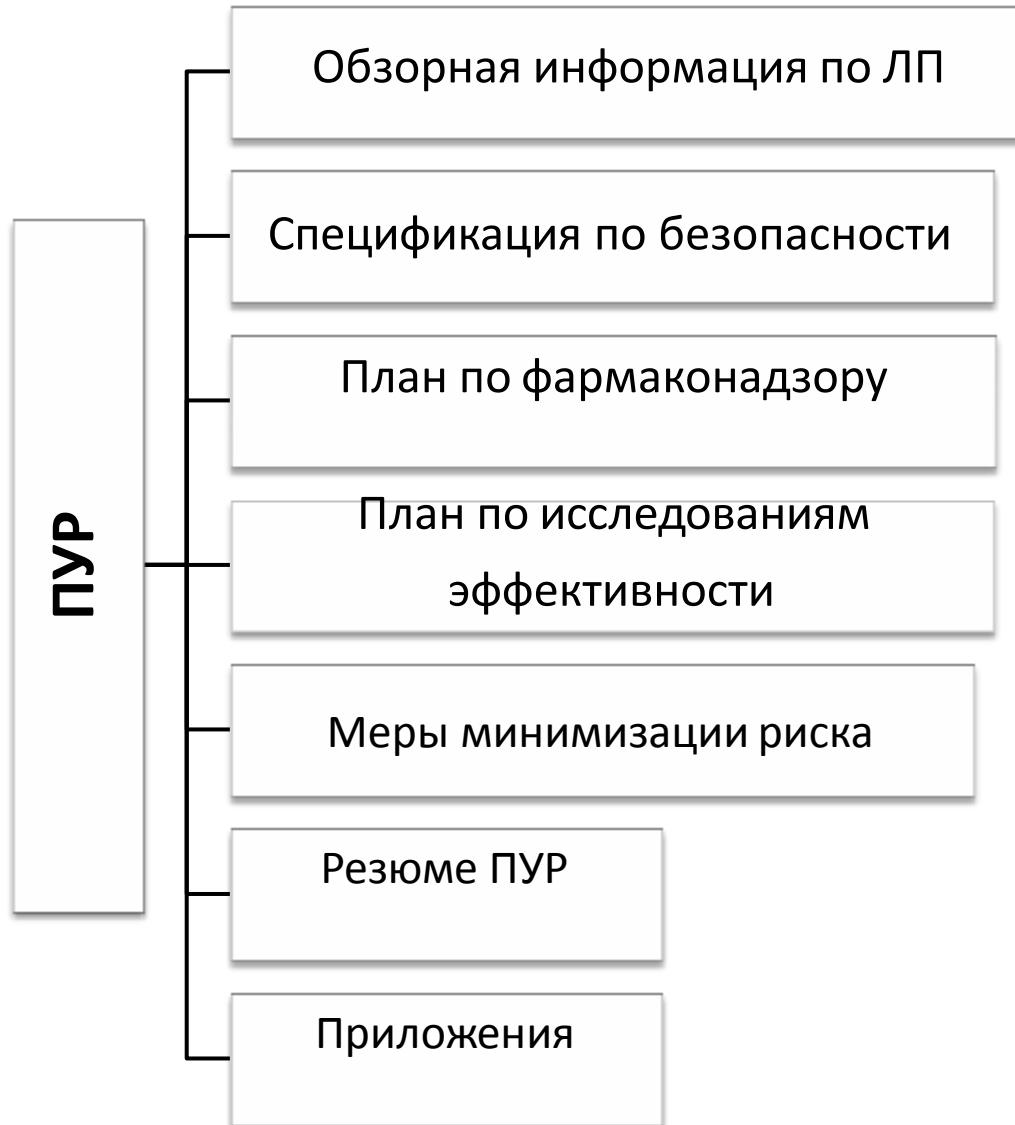 ПУР
Обзорная информация по ЛП
Спецификация по безопасности
План по фармаконадзору
План по исследованиям
эффективности
Меры минимизации риска
Резюме ПУР
Приложения